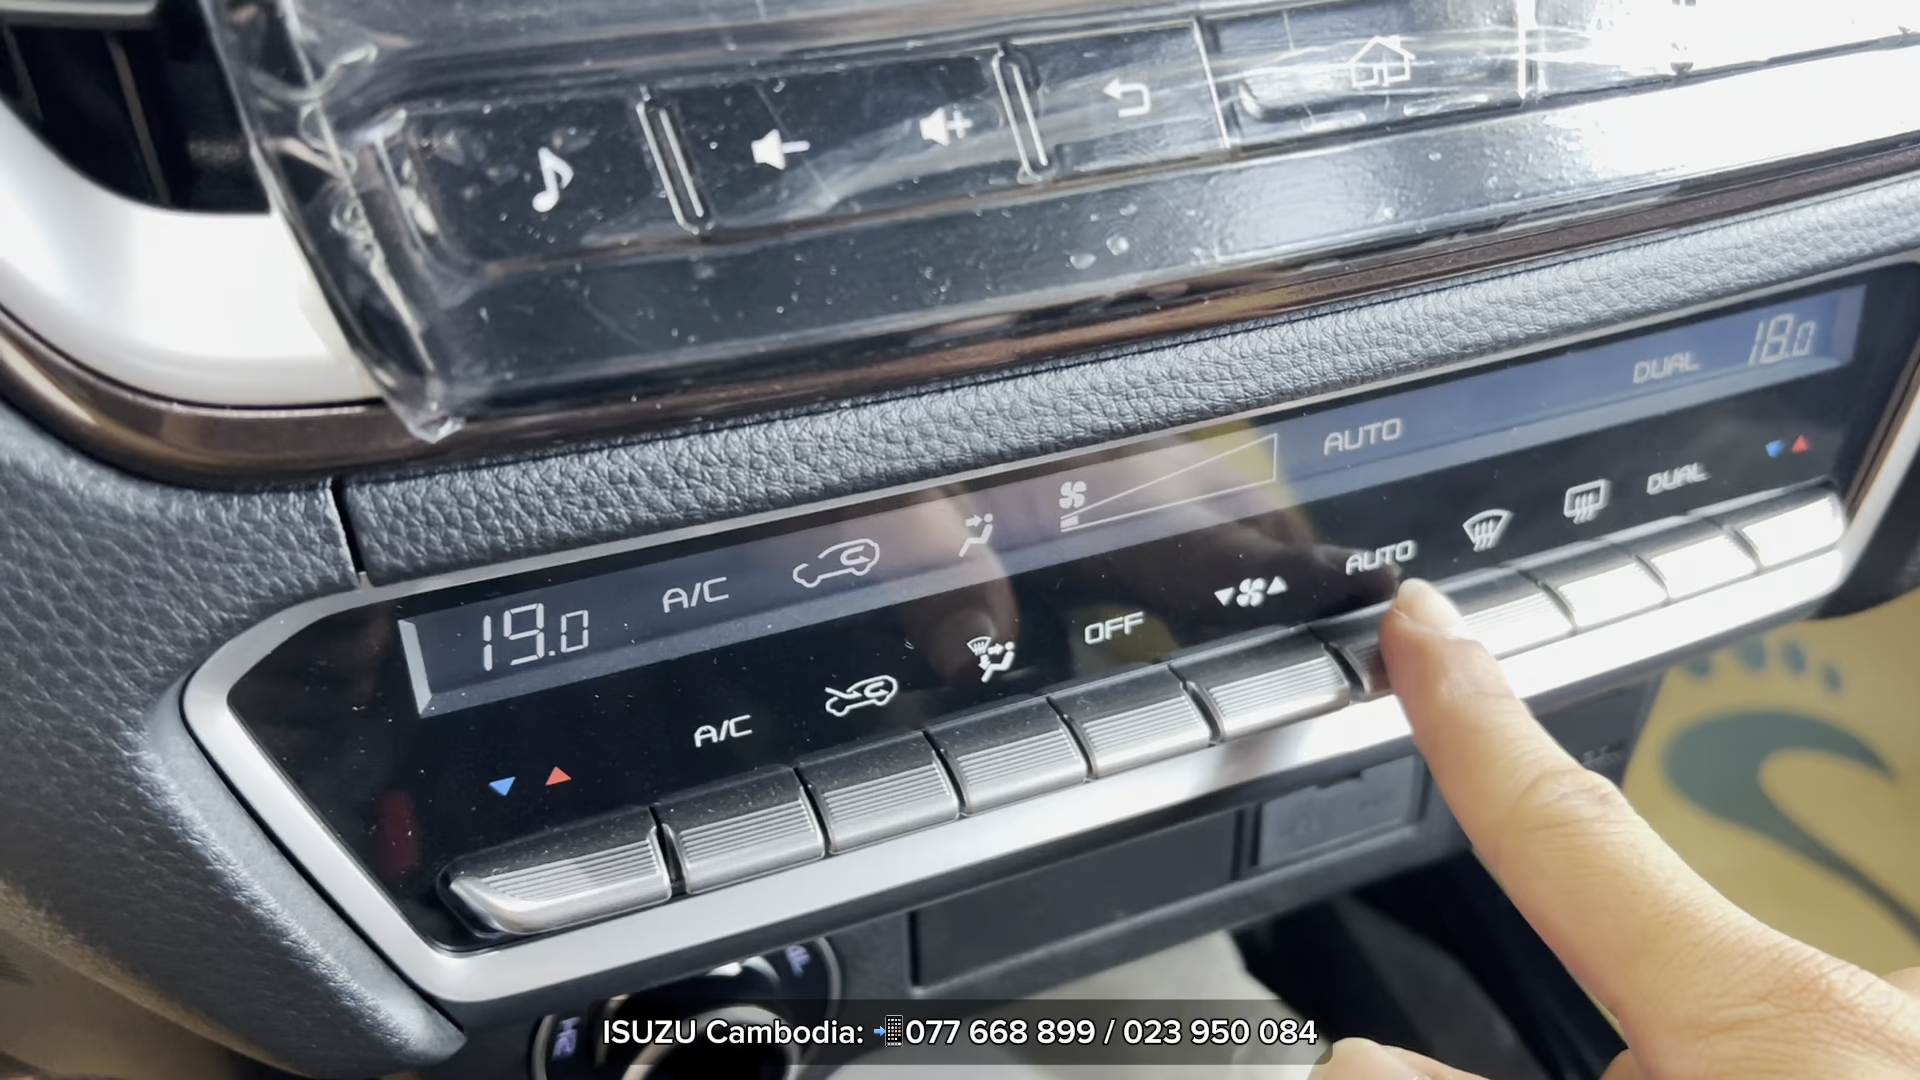 DUAL 18.0
AUTO
19.0 A/C
DUAL
AUTO
OFF
A/C
ISUZU Cambodia: 📲077 668 899 / 023 950 084